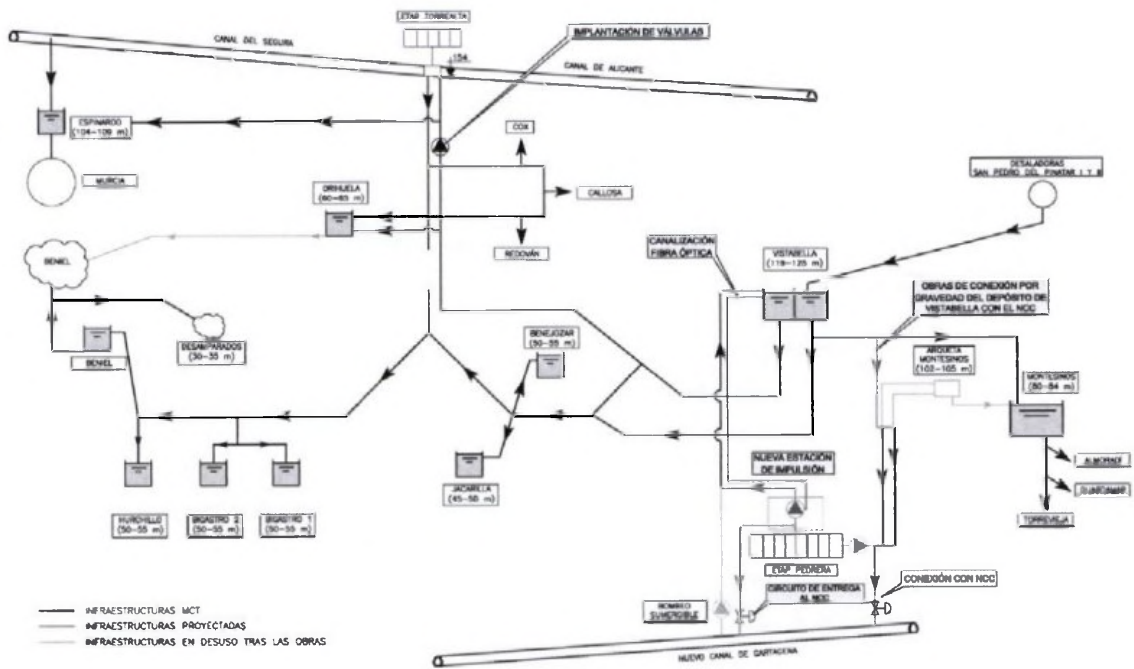 ETAP TORREALTA
IMPLANTACIÓN DE VÁLVULAS
CANAL DEL SEGURA
154
CANAL DE ALICANTE
ESPINARDO
(104-109 m)
MURCIA
COX
ORIHUELA
(60-65 m)
CALLOSA
REDOVÁN
DESALADORAS
SAN PEDRO DEL PINATAR I Y II
CANALIZACIÓN
FIBRA ÓPTICA
VISTABELLA
(119-125 m)
OBRAS DE CONEXIÓN POR
GRAVEDAD DEL DEPÓSITO DE
VISTABELLA CON EL NCC
BENIEL
DESAMPARADOS
(30-35 m)
BENIEL
BENEJOZAR
(50-55 m)
ARQUETA
MONTESINOS
(102-105 m)
MONTESINOS
(80-84 m)
HURCHILLO
(50-55 m)
BIGASTRO 2
(50-55 m)
BIGASTRO 1
(50-55 m)
JACARILLA
NUEVA ESTACIÓN
DE IMPULSIÓN
ALMORADÍ
TORREVIEJA
ETAP PEDRERA
CIRCUITO DE ENTREGA
AL NCC
CONEXIÓN CON NCC
BOMBEO
SUMERGIBLE
NUEVO CANAL DE CARTAGENA
INFRAESTRUCTURAS MCT
INFRAESTRUCTURAS PROYECTADAS
INFRAESTRUCTURAS EN DESUSO TRAS LAS OBRAS